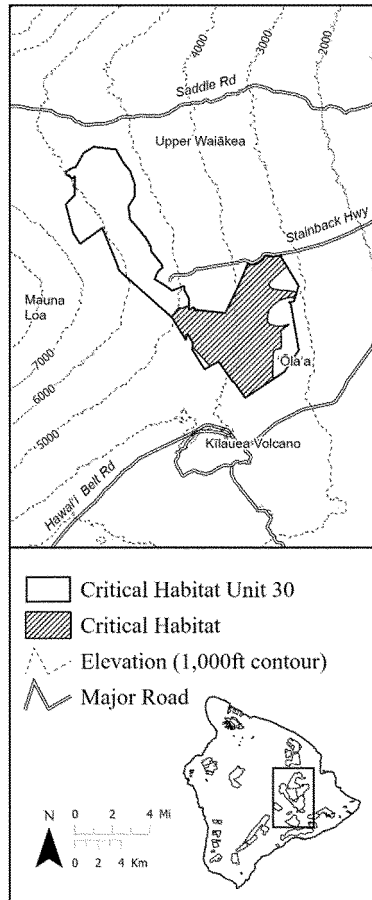 4000
3000
2000
Saddle Rd
Upper Waiākea
Stainback Hwy
Mauna
Loa
ʻŌlaʻa
7000
6000
5000
Kīlauea Volcano
Hawaiʻi Belt Rd
Critical Habitat Unit 30
Critical Habitat
Elevation (1,000ft contour)
Major Road
N
0 2 4 Mi
0 2 4 Km